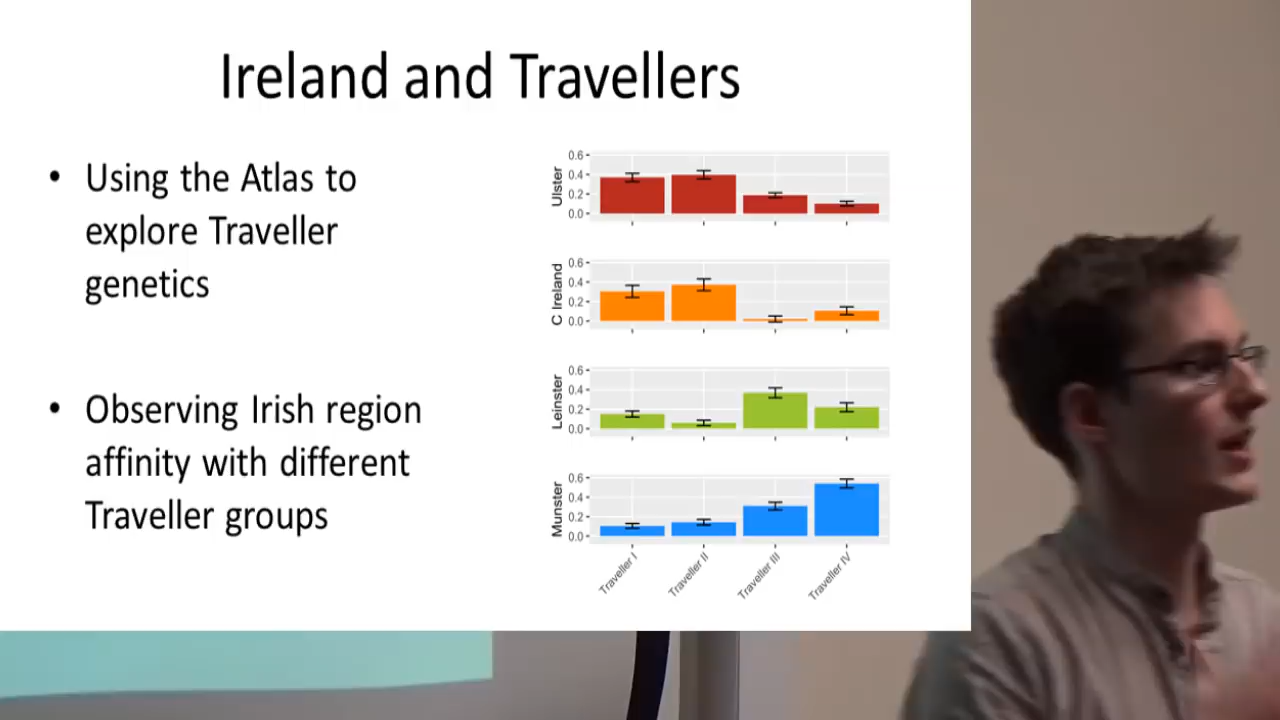 Ireland and Travellers
• Using the Atlas to
explore Traveller
genetics
• Observing Irish region
affinity with different
Traveller groups
Ulster
0.6
0.4
0.2
0.0
C Ireland
0.6
0.4
0.2
0.0
Leinster
0.6
0.4
0.2
0.0
Munster
0.6
0.4
0.2
0.0
Traveller I
Traveller II
Traveller III
Traveller IV